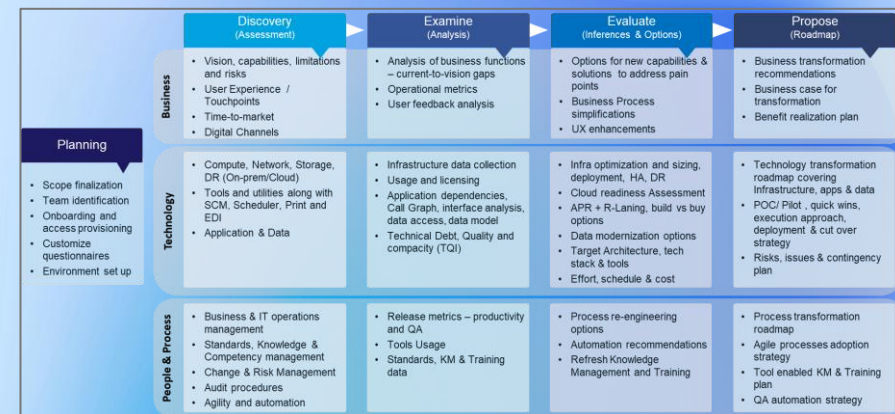 Discovery
(Assessment)
Examine
(Analysis)
Evaluate
(Inferences & Options)
Propose
(Roadmap)
Planning
• Scope finalization
• Team identification
• Onboarding and
access provisioning
• Customize
questionnaires
• Environment set up
Business
• Vision, capabilities, limitations
and risks
• User Experience /
Touchpoints
• Time-to-market
• Digital Channels
• Analysis of business functions
– current-to-vision gaps
• Operational metrics
• User feedback analysis
• Options for new capabilities &
solutions to address pain
points
• Business Process
simplifications
• UX enhancements
• Business transformation
recommendations
• Business case for
transformation
• Benefit realization plan
Technology
• Compute, Network, Storage,
DR (On-prem/Cloud)
• Tools and utilities along with
SCM, Scheduler, Print and
EDI
• Application & Data
• Infrastructure data collection
• Usage and licensing
• Application dependencies,
Call Graph, interface analysis,
data access, data model
• Technical Debt, Quality and
compacity (TQI)
• Infra optimization and sizing,
deployment, HA, DR
• Cloud readiness Assessment
• APR + R-Laning, build vs buy
options
• Data modernization options
• Target Architecture, tech
stack & tools
• Effort, schedule & cost
• Technology transformation
roadmap covering
Infrastructure, apps & data
• POC/ Pilot , quick wins,
execution approach,
deployment & cut over
strategy
• Risks, issues & contingency
plan
People & Process
• Business & IT operations
management
• Standards, Knowledge &
Competency management
• Change & Risk Management
• Audit procedures
• Agility and automation
• Release metrics – productivity
and QA
• Tools Usage
• Standards, KM & Training
data
• Process re-engineering
options
• Automation recommendations
• Refresh Knowledge
Management and Training
• Process transformation
roadmap
• Agile processes adoption
strategy
• Tool enabled KM & Training
plan
• QA automation strategy